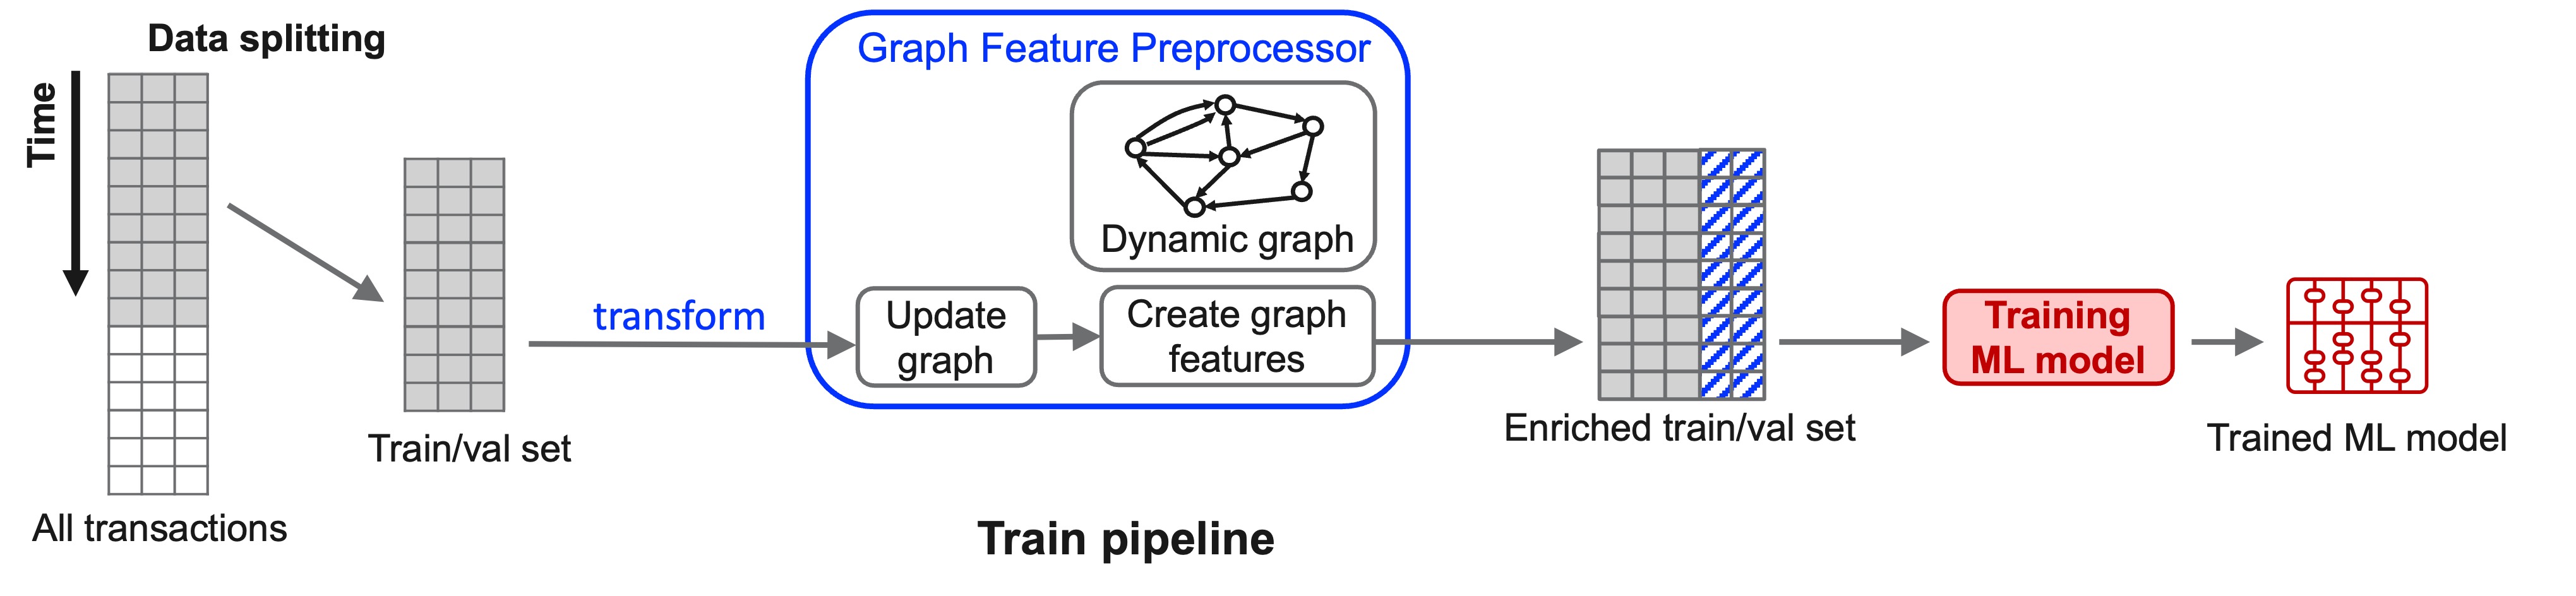 Data splitting
Time
All transactions
Train/val set
transform
Graph Feature Preprocessor
Dynamic graph
Update
graph
Create graph
features
Enriched train/val set
Training
ML model
Trained ML model
Train pipeline